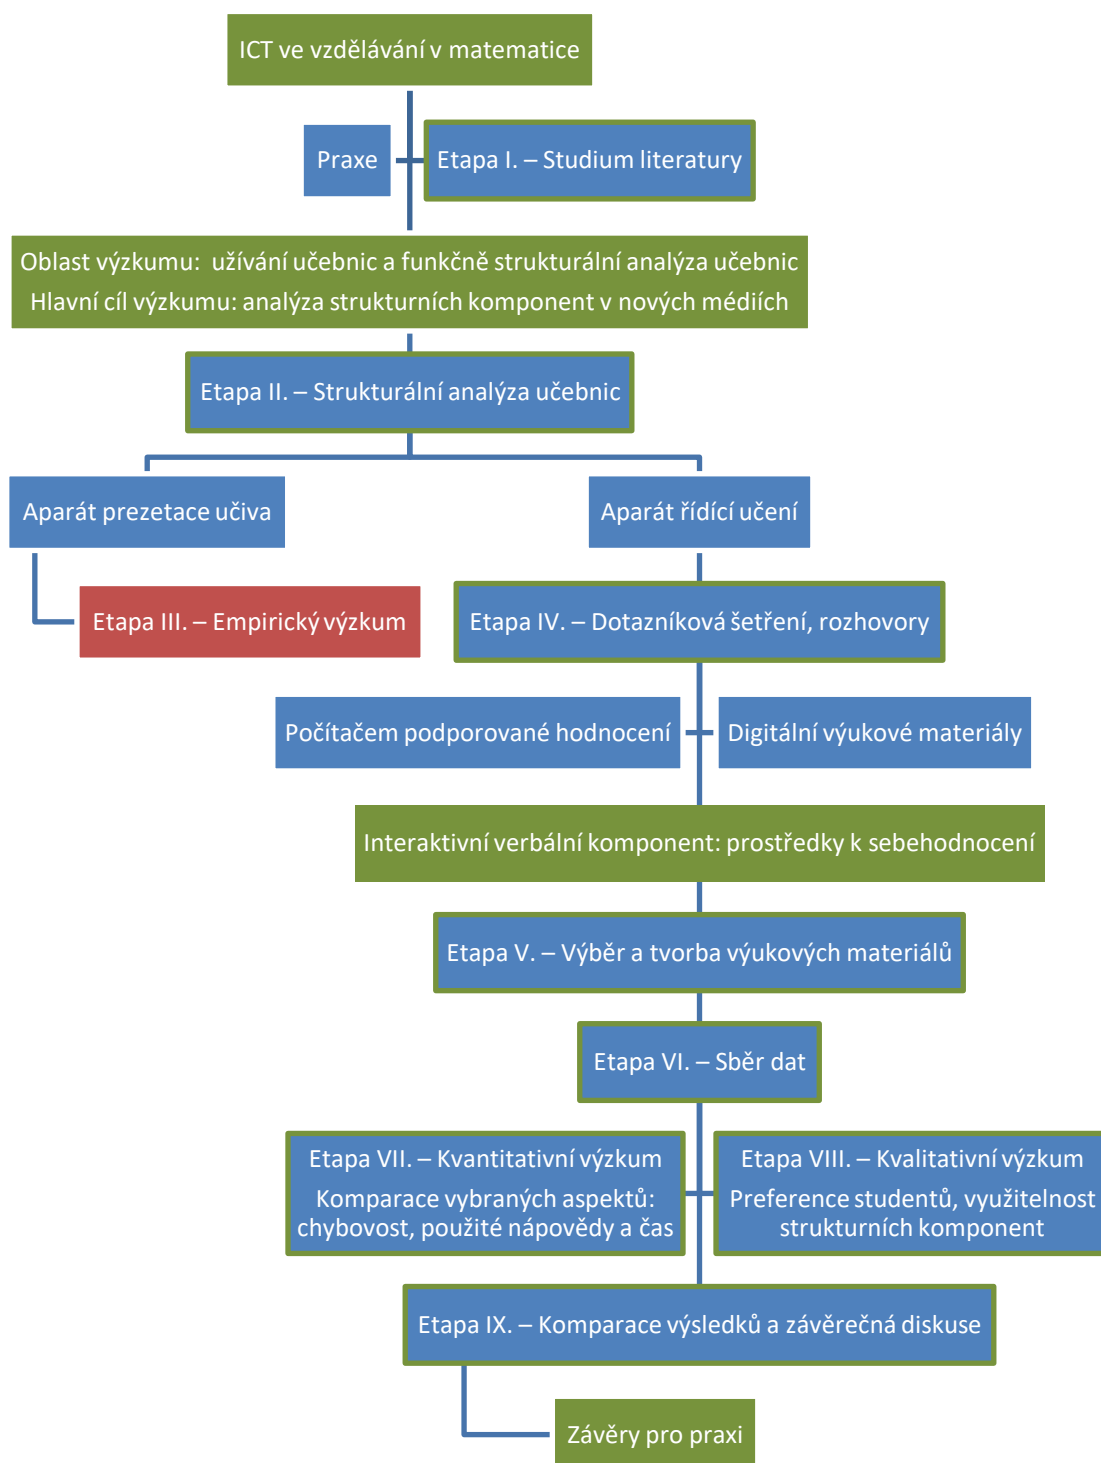 ICT ve vzdělávání v matematice
Praxe
Etapa I. – Studium literatury
Oblast výzkumu: užívání učebnic a funkčně strukturální analýza učebnic
Hlavní cíl výzkumu: analýza strukturních komponent v nových médiích
Etapa II. – Strukturální analýza učebnic
Aparát prezetace učiva
Aparát řídící učení
Etapa III. – Empirický výzkum
Etapa IV. – Dotazníková šetření, rozhovory
Počítačem podporované hodnocení
Digitální výukové materiály
Interaktivní verbální komponent: prostředky k sebehodnocení
Etapa V. – Výběr a tvorba výukových materiálů
Etapa VI. – Sběr dat
Etapa VII. – Kvantitativní výzkum
Komparace vybraných aspektů:
chybovost, použité nápovědy a čas
Etapa VIII. – Kvalitativní výzkum
Preference studentů, využitelnost
strukturních komponent
Etapa IX. – Komparace výsledků a závěrečná diskuse
Závěry pro praxi